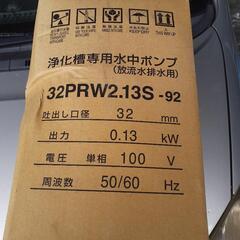 浄化槽専用水中ポンプ
(放流水排水用)
32PRW2.13S -92
吐出し口径 32 mm
出力 0.13 kW
電圧 単相 100 V
周波数 50/60 Hz